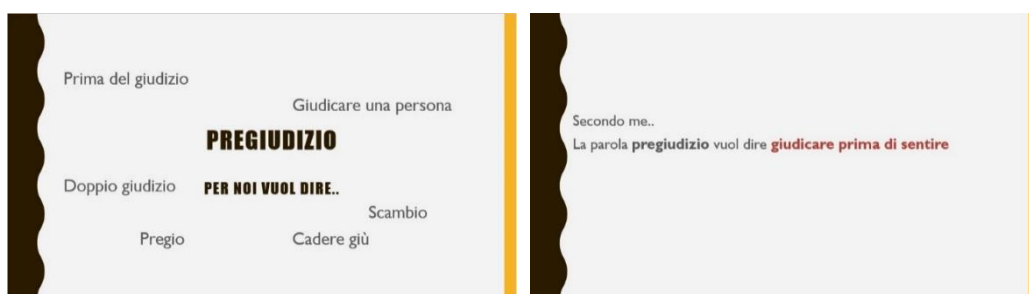 Prima del giudizio
Giudicare una persona
PREGIUDIZIO
Doppio giudizio
PER NOI VUOL DIRE..
Scambio
Pregio
Cadere giù
Secondo me..
La parola pregiudizio vuol dire giudicare prima di sentire